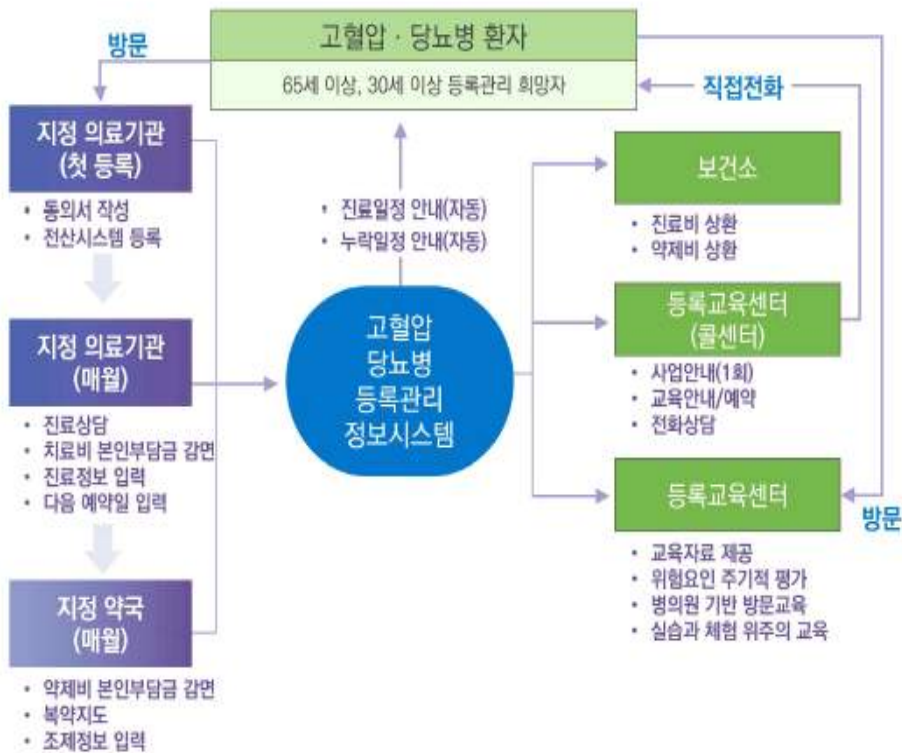 고혈압 · 당뇨병 환자
65세 이상, 30세 이상 등록관리 희망자
방문
직접전화
지정 의료기관
(첫 등록)
• 동의서 작성
• 전산시스템 등록
지정 의료기관
(매월)
• 진료상담
• 치료비 본인부담금 감면
• 진료정보 입력
• 다음 예약일 입력
지정 약국
(매월)
• 약제비 본인부담금 감면
• 복약지도
• 조제정보 입력
• 진료일정 안내(자동)
• 누락일정 안내(자동)
고혈압
당뇨병
등록관리
정보시스템
보건소
• 진료비 상환
• 약제비 상환
등록교육센터
(콜센터)
• 사업안내(1회)
• 교육안내/예약
• 전화상담
등록교육센터
방문
• 교육자료 제공
• 위험요인 주기적 평가
• 병의원 기반 방문교육
• 실습과 체험 위주의 교육